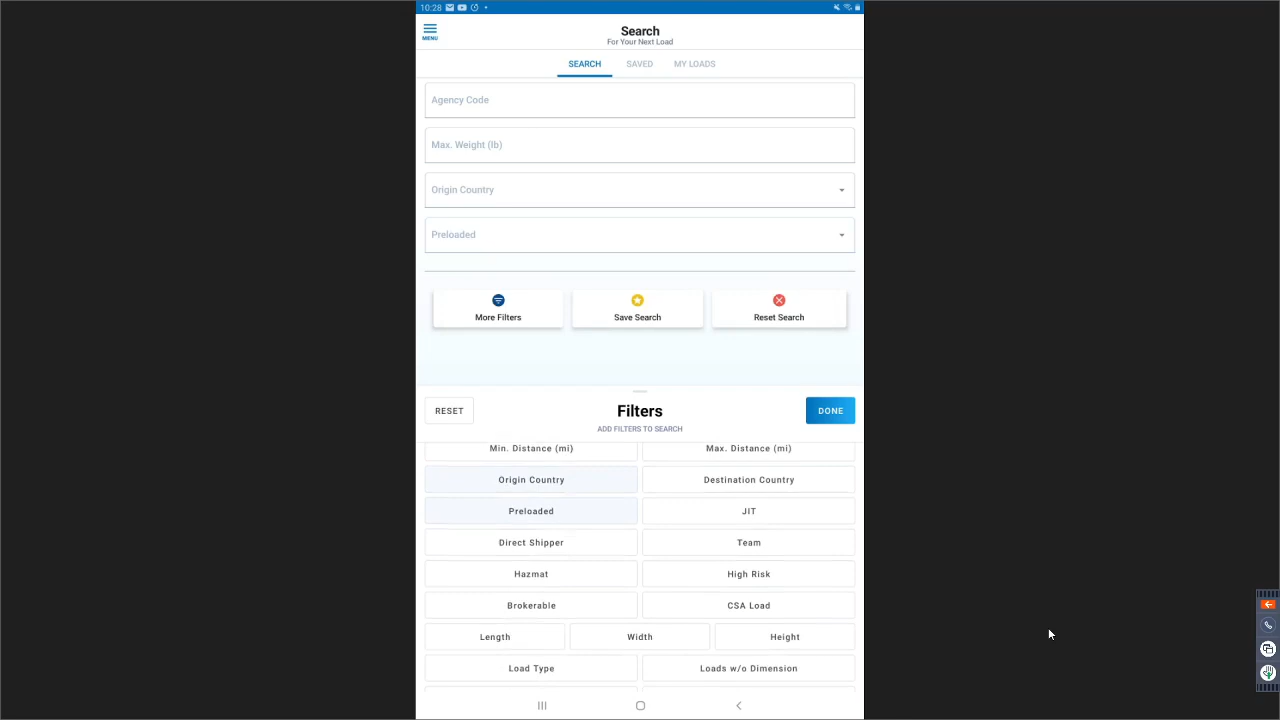 10:28
MENU
Search
For Your Next Load
SEARCH
SAVED
MY LOADS
Agency Code
Max. Weight (lb)
Origin Country
Preloaded
More Filters
Save Search
Reset Search
RESET
Filters
DONE
ADD FILTERS TO SEARCH
Min. Distance (mi)
Max. Distance (mi)
Origin Country
Destination Country
Preloaded
JIT
Direct Shipper
Team
Hazmat
High Risk
Brokerable
CSA Load
Length
Width
Height
Load Type
Loads w/o Dimension